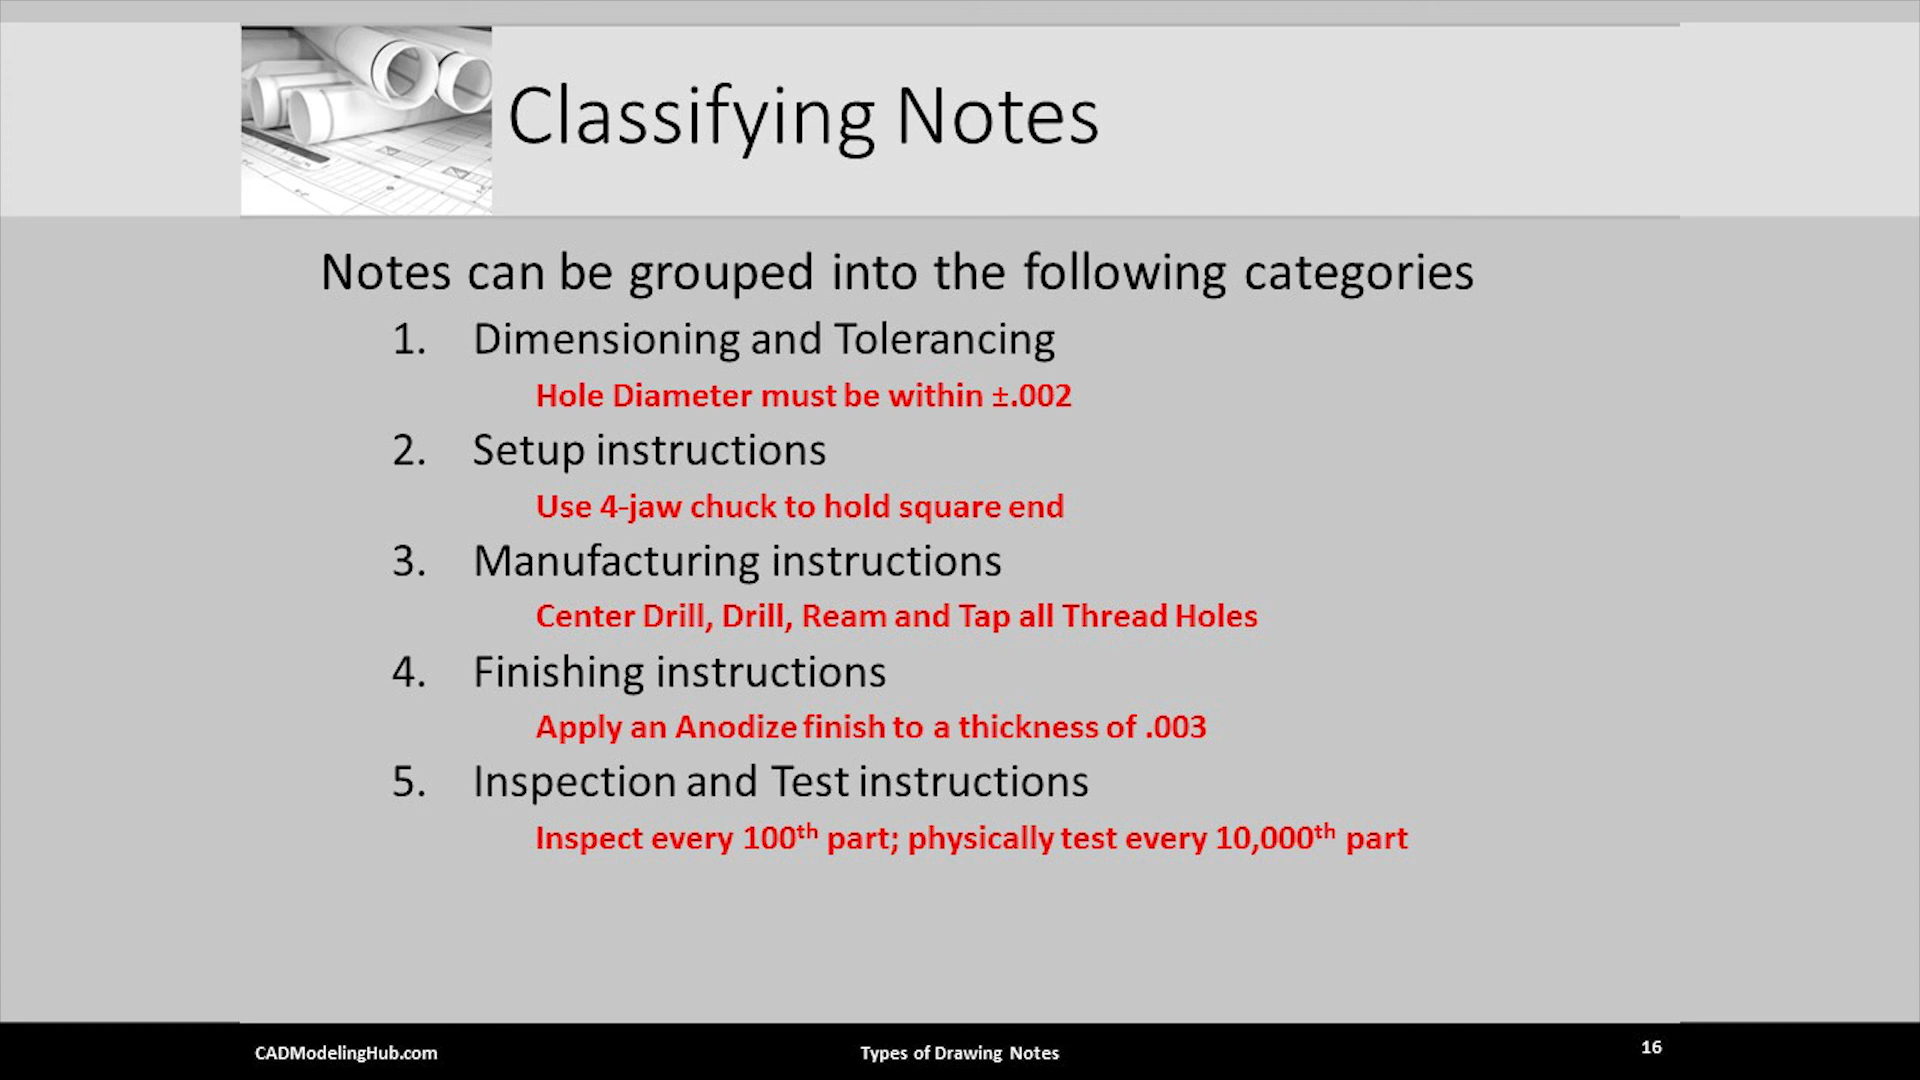 Classifying Notes
Notes can be grouped into the following categories
1. Dimensioning and Tolerancing
Hole Diameter must be within ±.002
2. Setup instructions
Use 4-jaw chuck to hold square end
3. Manufacturing instructions
Center Drill, Drill, Ream and Tap all Thread Holes
4. Finishing instructions
Apply an Anodize finish to a thickness of .003
5. Inspection and Test instructions
Inspect every 100th part; physically test every 10,000th part
CADModelingHub.com
Types of Drawing Notes
16